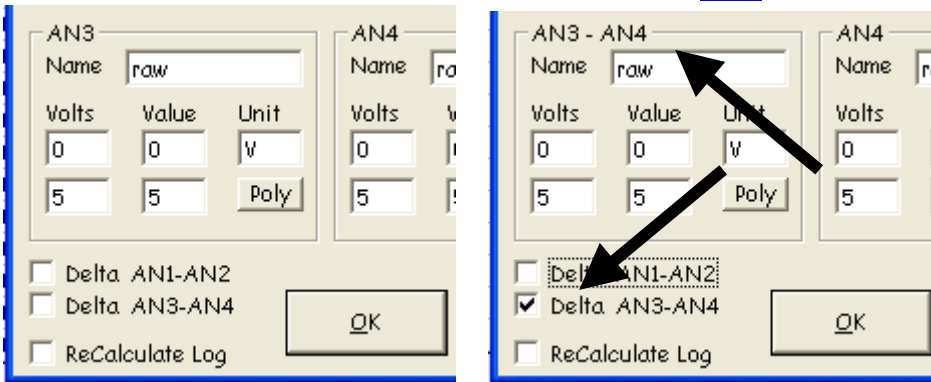 AN3 AN4
Name raw Name
Volts Value Unit Volts
0 0 V 0
5 5 Poly 5
Delta AN1-AN2
Delta AN3-AN4
OK
ReCalculate Log
AN3 - AN4 AN4
Name raw Name
Volts Value Unit Volts
0 0 V 0
5 5 Poly 5
Delta AN1-AN2
Delta AN3-AN4
OK
ReCalculate Log